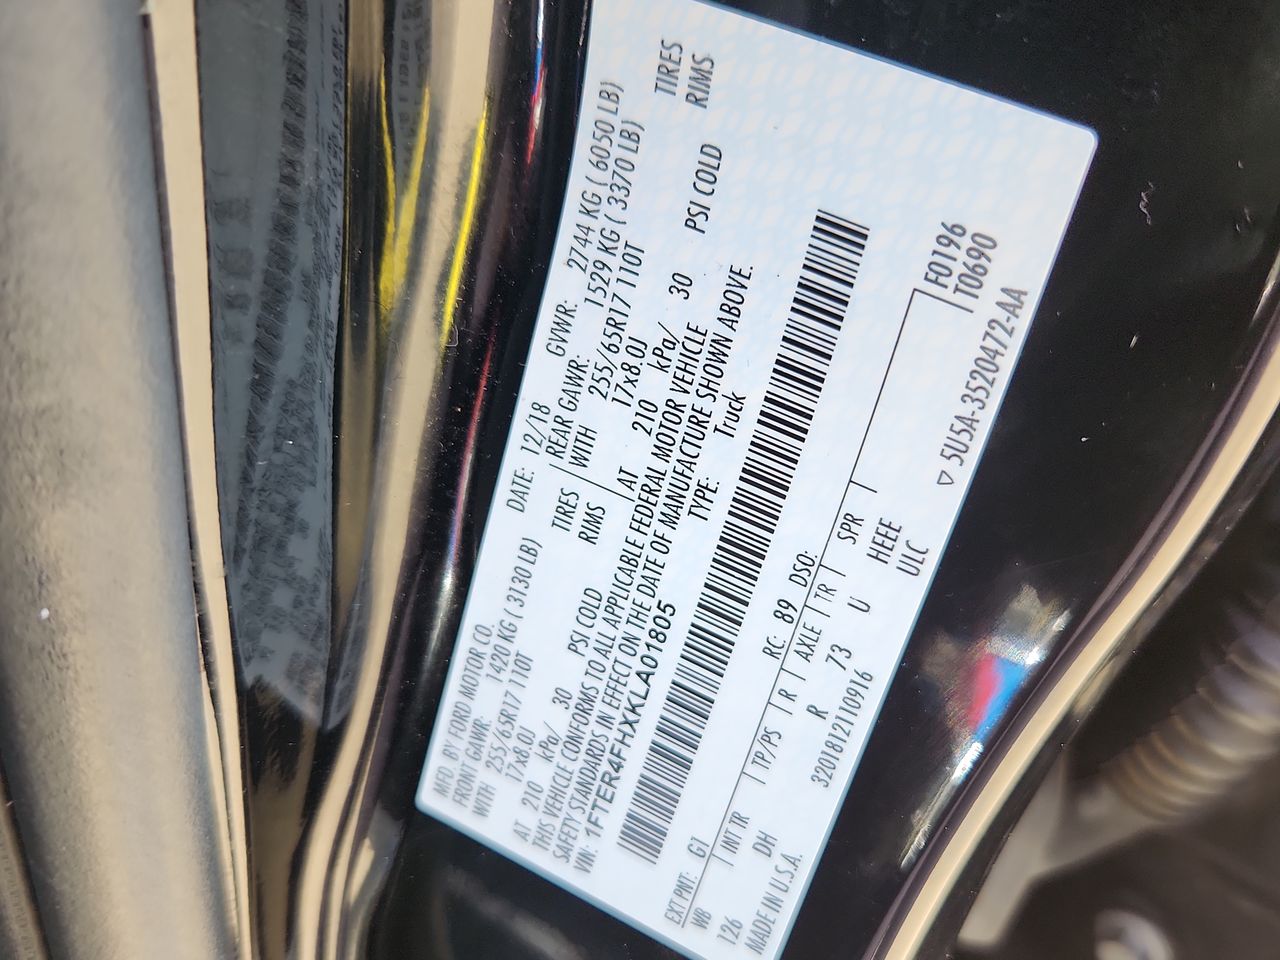 MFD. BY FORD MOTOR CO.
DATE: 12/18 GVWR: 2744 KG ( 6050 LB)
FRONT GAWR: 1420 KG ( 3130 LB) REAR GAWR: 1529 KG ( 3370 LB)
WITH 255/65R17 110T TIRES WITH 255/65R17 110T TIRES
17x8.0J RIMS 17x8.0J RIMS
AT 210 kPa/ 30 PSI COLD AT 210 kPa/ 30 PSI COLD
THIS VEHICLE CONFORMS TO ALL APPLICABLE FEDERAL MOTOR VEHICLE
SAFETY STANDARDS IN EFFECT ON THE DATE OF MANUFACTURE SHOWN ABOVE.
VIN: 1FTER4FHXKLA01805 TYPE: Truck
EXT PNT: G1 RC: 89 DSO: F0196
WB INT TR TP/PS R AXLE TR SPR T0690
126 DH R 73 U HEEE
ULC
MADE IN U.S.A. 3201812110916 ▽ 5U5A-3520472-AA